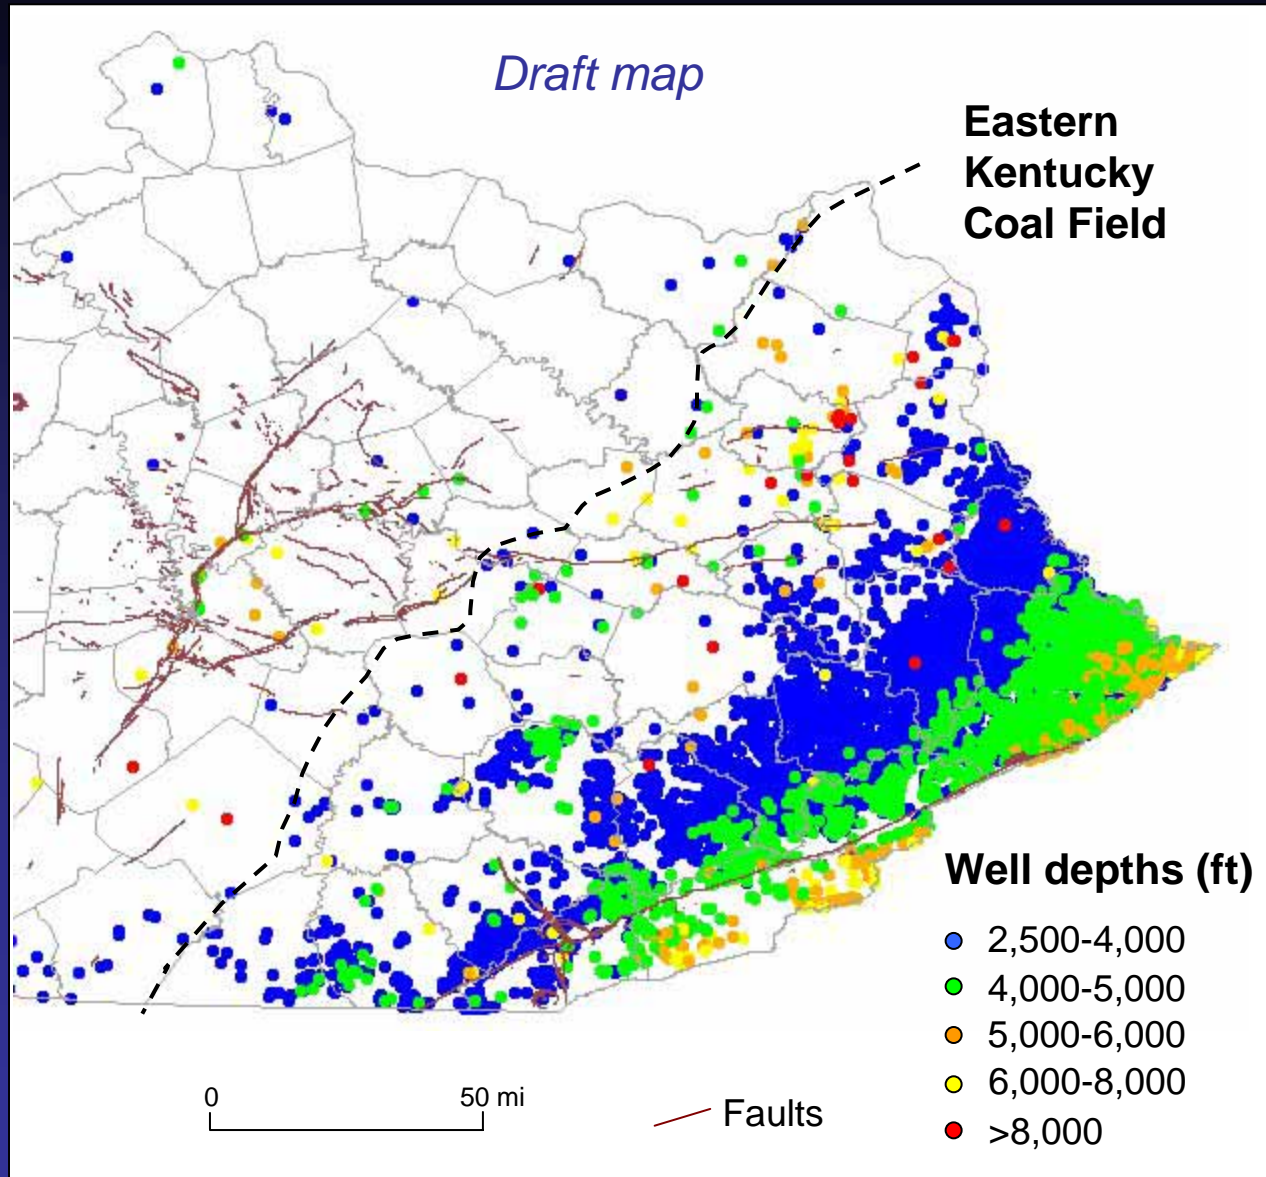 Draft map
Eastern
Kentucky
Coal Field
Well depths (ft)
2,500-4,000
4,000-5,000
5,000-6,000
6,000-8,000
>8,000
0
50 mi
Faults